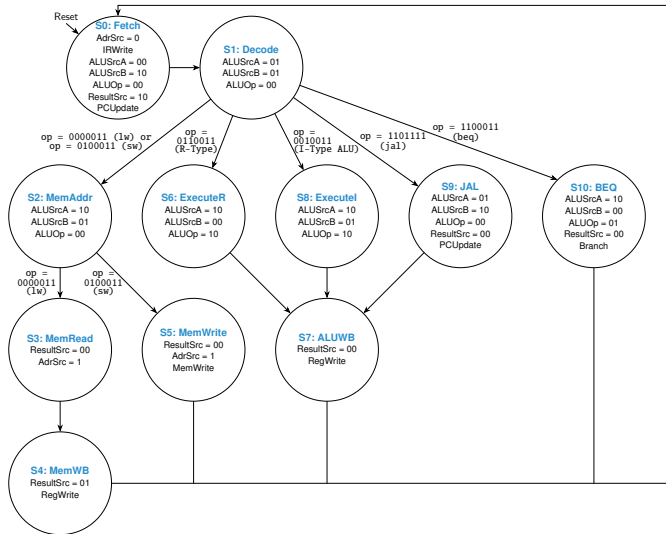 Reset
S0: Fetch
AdrSrc = 0
IRWrite
ALUSrcA = 00
ALUSrcB = 10
ALUOp = 00
ResultSrc = 10
PCUpdate
S1: Decode
ALUSrcA = 01
ALUSrcB = 01
ALUOp = 00
op = 0000011 (lw) or
op = 0100011 (sw)
op =
0110011
(R-Type)
op =
0010011
(I-Type ALU)
op = 1101111
(jal)
op = 1100011
(beq)
S2: MemAddr
ALUSrcA = 10
ALUSrcB = 01
ALUOp = 00
S6: ExecuteR
ALUSrcA = 10
ALUSrcB = 00
ALUOp = 10
S8: ExecuteI
ALUSrcA = 10
ALUSrcB = 01
ALUOp = 10
S9: JAL
ALUSrcA = 01
ALUSrcB = 10
ALUOp = 00
ResultSrc = 00
PCUpdate
S10: BEQ
ALUSrcA = 10
ALUSrcB = 00
ALUOp = 01
ResultSrc = 00
Branch
op =
0000011
(lw)
op =
0100011
(sw)
S3: MemRead
ResultSrc = 00
AdrSrc = 1
S5: MemWrite
ResultSrc = 00
AdrSrc = 1
MemWrite
S7: ALUWB
ResultSrc = 00
RegWrite
S4: MemWB
ResultSrc = 01
RegWrite